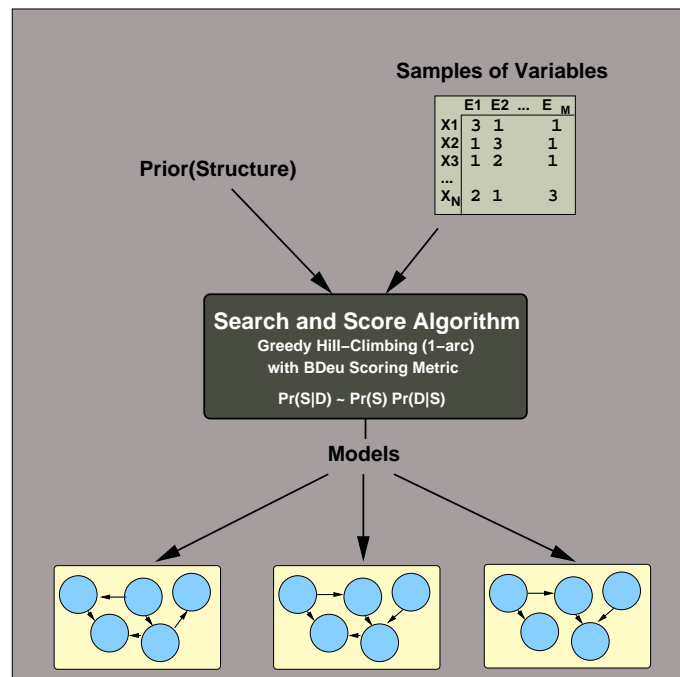 Samples of Variables
E1 E2 ... E M
X1 3 1 1
X2 1 3 1
X3 1 2 1
...
XN 2 1 3
Prior(Structure)
Search and Score Algorithm
Greedy Hill−Climbing (1−arc)
with BDeu Scoring Metric
Pr(S|D) ~ Pr(S) Pr(D|S)
Models